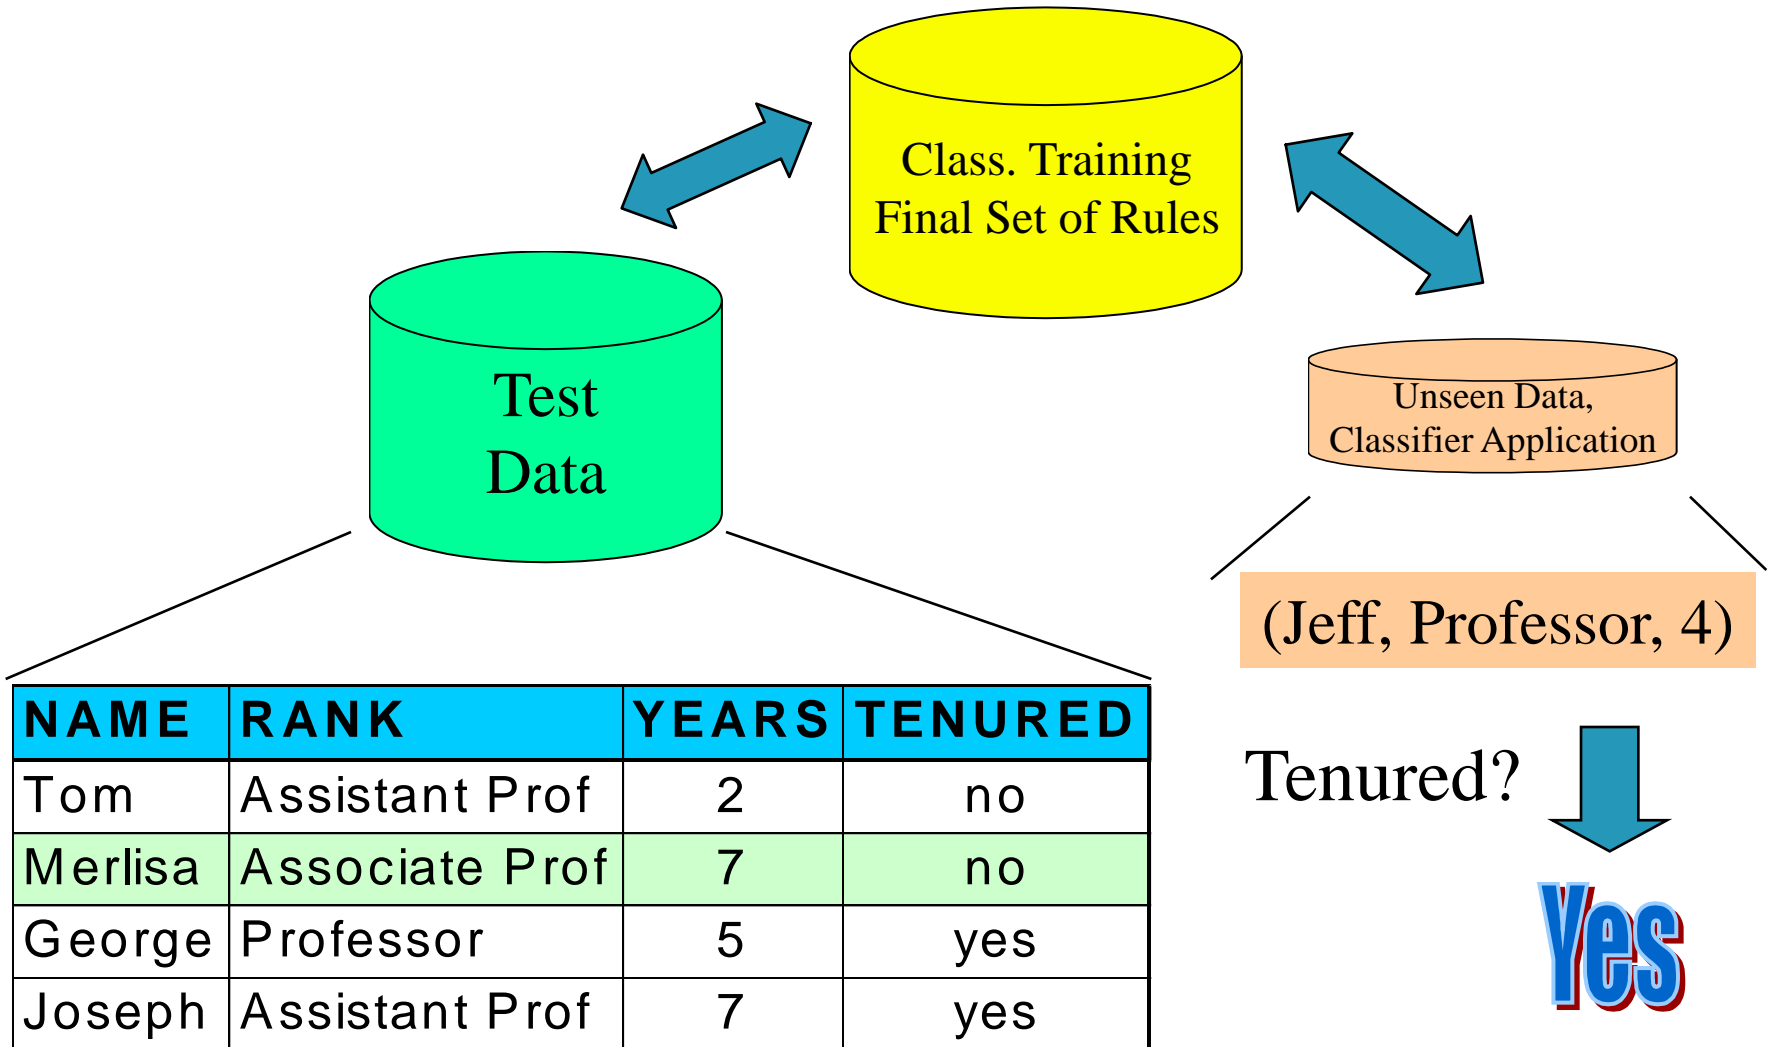 Class. Training
Final Set of Rules
Test
Data
Unseen Data,
Classifier Application
(Jeff, Professor, 4)
NAME RANK YEARS TENURED
Tom Assistant Prof 2 no
Merlisa Associate Prof 7 no
George Professor 5 yes
Joseph Assistant Prof 7 yes
Tenured?
Yes